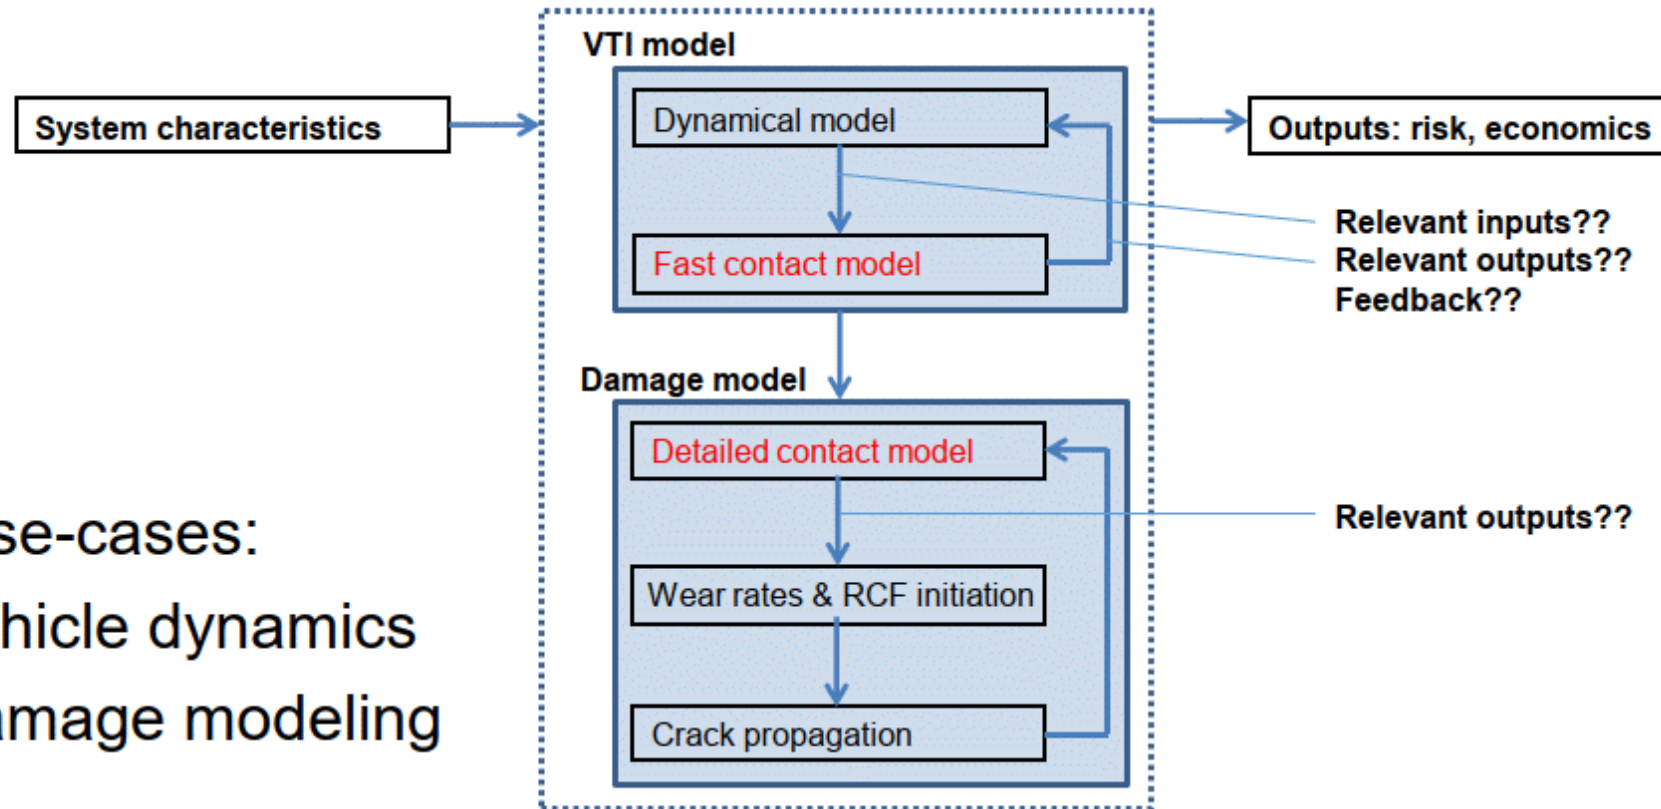 VTI model
System characteristics
Dynamical model
Outputs: risk, economics
Relevant inputs??
Fast contact model
Relevant outputs??
Feedback??
Damage model
Detailed contact model
Relevant outputs??
se-cases:
Wear rates & RCF initiation
hicle dynamics
amage modeling
Crack propagation